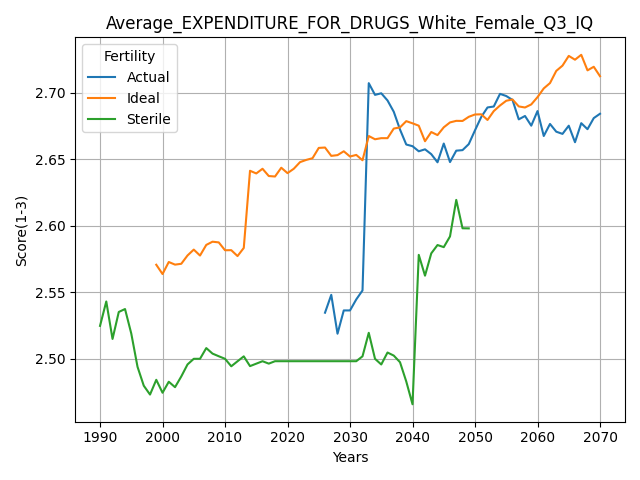 Average_EXPENDITURE_FOR_DRUGS_White_Female_Q3_IQ
Fertility
Actual
Ideal
Sterile
Score(1-3)
2.70
2.65
2.60
2.55
2.50
1990 2000 2010 2020 2030 2040 2050 2060 2070
Years